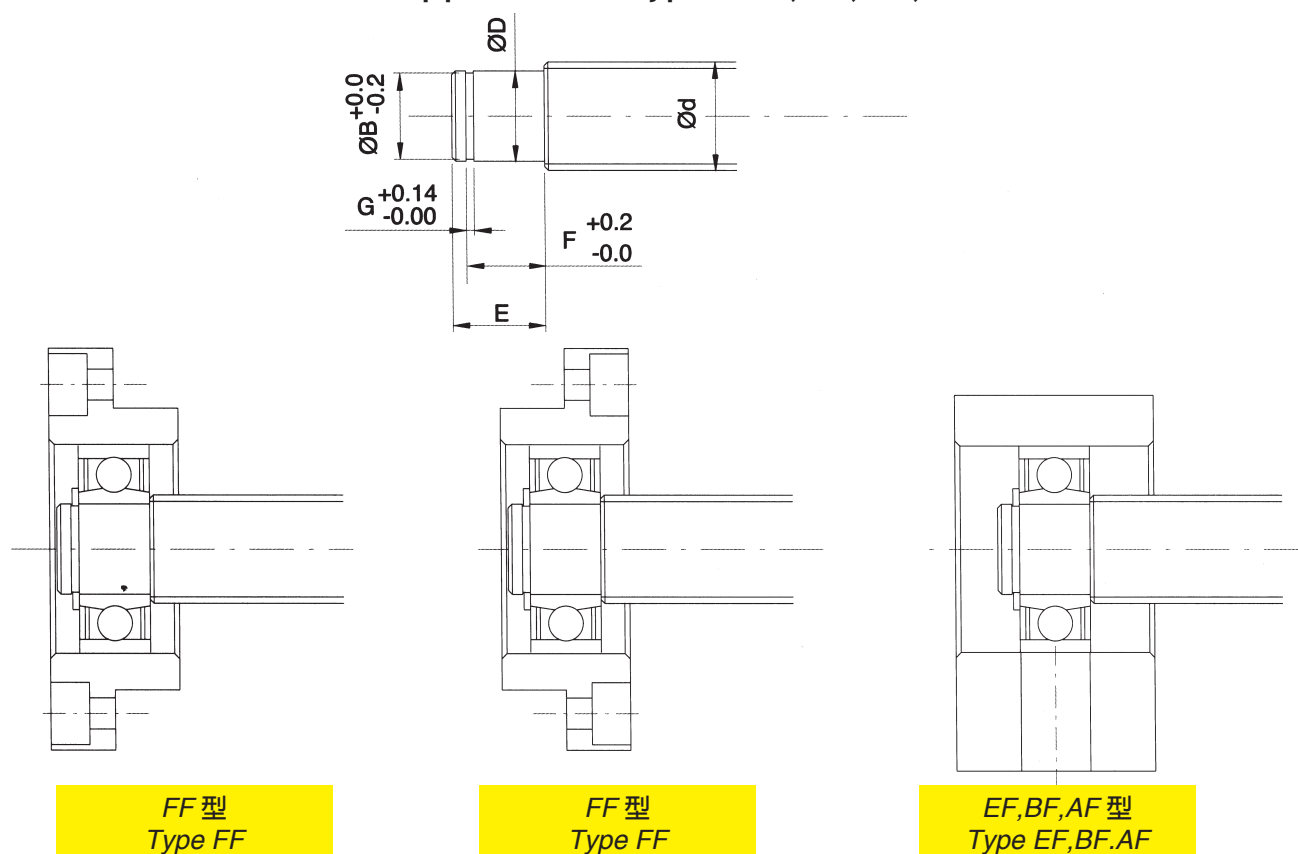 ØD
ØB +0.0
-0.2
Ød
G +0.14
-0.00
F +0.2
-0.0
E
FF 型
Type FF
FF 型
Type FF
EF,BF,AF 型
Type EF,BF.AF